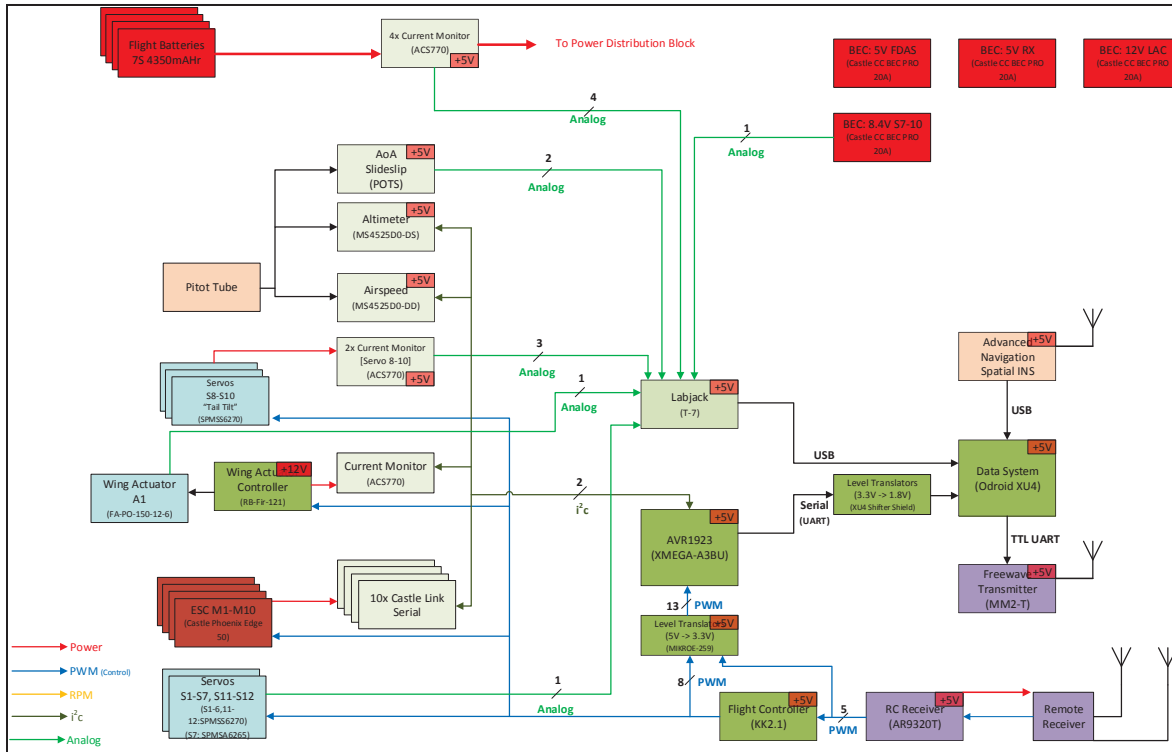 Flight Batteries
7S 4350mAHr
4x Current Monitor
(ACS770)
+5V
To Power Distribution Block
BEC: 5V FDAS
(Castle CC BEC PRO
20A)
BEC: 5V RX
(Castle CC BEC PRO
20A)
BEC: 12V LAC
(Castle CC BEC PRO
20A)
4
Analog
BEC: 8.4V S7-10
(Castle CC BEC PRO
20A)
1
Analog
AoA
Slideslip
(POTS)
+5V
2
Analog
Altimeter
(MS4525D0-DS)
+5V
Pitot Tube
Airspeed
(MS4525D0-DD)
+5V
2x Current Monitor
[Servo 8-10]
(ACS770)
+5V
3
Analog
Servos
S8-S10
"Tail Tilt"
(SPMSS6270)
1
Analog
Labjack
(T-7)
+5V
USB
Advanced
Navigation
Spatial INS
+5V
USB
Wing Actuator
A1
(FA-PO-150-12-6)
Controller
(RB-Fir-121)
+12V
Current Monitor
(ACS770)
2
i²c
AVR1923
(XMEGA-A3BU)
+5V
Serial
(UART)
Level Translators
(3.3V -> 1.8V)
(XU4 Shifter Shield)
Data System
(Odroid XU4)
+5V
TTL UART
Freewave
Transmitter
(MM2-T)
+5V
ESC M1-M10
(Castle Phoenix Edge
50)
10x Castle Link
Serial
13
PWM
(5V -> 3.3V)
(MIKROE-259)
+5V
8
PWM
Servos
S1-S7, S11-S12
(S1-6,11-
12:SPMSS6270)
(S7: SPMSA6265)
1
Analog
Flight Controller
(KK2.1)
+5V
5
PWM
RC Receiver
(AR9320T)
+5V
Remote
Receiver
Power
PWM (Control)
RPM
i²c
Analog